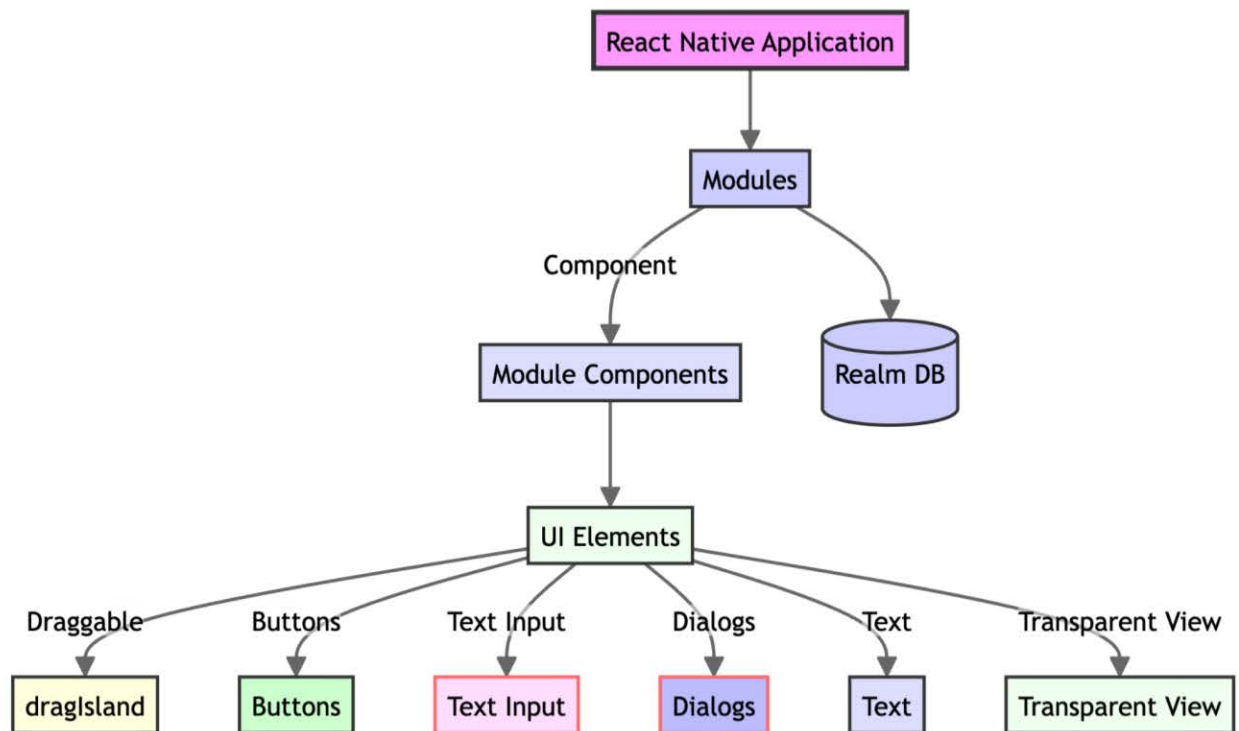 React Native Application
Modules
Component
Module Components
Realm DB
UI Elements
Draggable
Buttons
Text Input
Dialogs
Text
Transparent View
dragIsland
Buttons
Text Input
Dialogs
Text
Transparent View